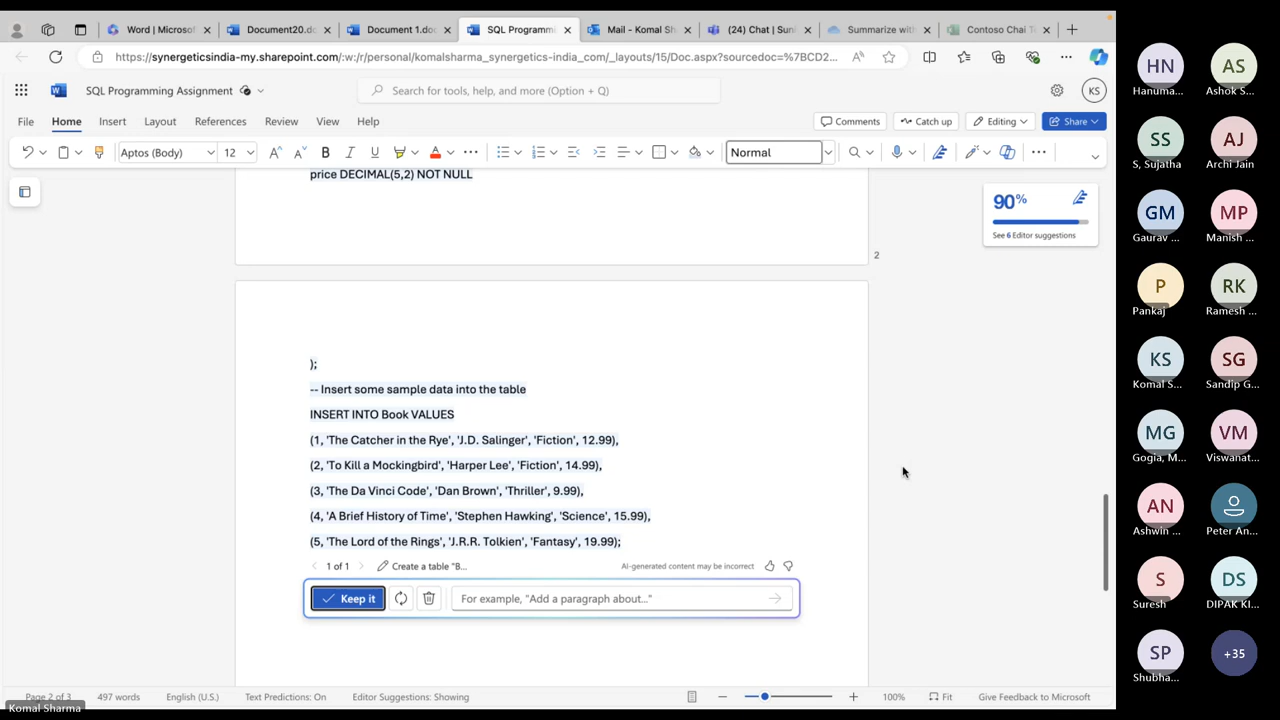 Word | Microsof
Document20.do
Document 1.doc
SQL Programmi
Mail - Komal Sh
(24) Chat | Suni
Summarize with
Contoso Chai T
https://synergeticsindia-my.sharepoint.com/:w:/r/personal/komalsharma_synergetics-india_com/_layouts/15/Doc.aspx?sourcedoc=%7BCD2...
SQL Programming Assignment
Search for tools, help, and more (Option + Q)
KS
File Home Insert Layout References Review View Help
Comments Catch up Editing Share
Aptos (Body) 12
B I U A
Normal
price DECIMAL(5,2) NOT NULL
90%
See 6 Editor suggestions
2
);
-- Insert some sample data into the table
INSERT INTO Book VALUES
(1, 'The Catcher in the Rye', 'J.D. Salinger', 'Fiction', 12.99),
(2, 'To Kill a Mockingbird', 'Harper Lee', 'Fiction', 14.99),
(3, 'The Da Vinci Code', 'Dan Brown', 'Thriller', 9.99),
(4, 'A Brief History of Time', 'Stephen Hawking', 'Science', 15.99),
(5, 'The Lord of the Rings', 'J.R.R. Tolkien', 'Fantasy', 19.99);
1 of 1
Create a table "B...
AI-generated content may be incorrect
Keep it
For example, "Add a paragraph about..."
Page 2 of 3
497 words
English (U.S.)
Text Predictions: On
Editor Suggestions: Showing
100%
Fit
Give Feedback to Microsoft
Komal Sharma
HN
Hanuma...
AS
Ashok S...
SS
S, Sujatha
AJ
Archi Jain
GM
Gaurav ...
MP
Manish ...
P
Pankaj
RK
Ramesh ...
KS
Komal S...
SG
Sandip G...
MG
Gogia, M...
VM
Viswanat...
AN
Ashwin ...
Peter An...
S
Suresh
DS
DIPAK KI...
SP
Shubha...
+35